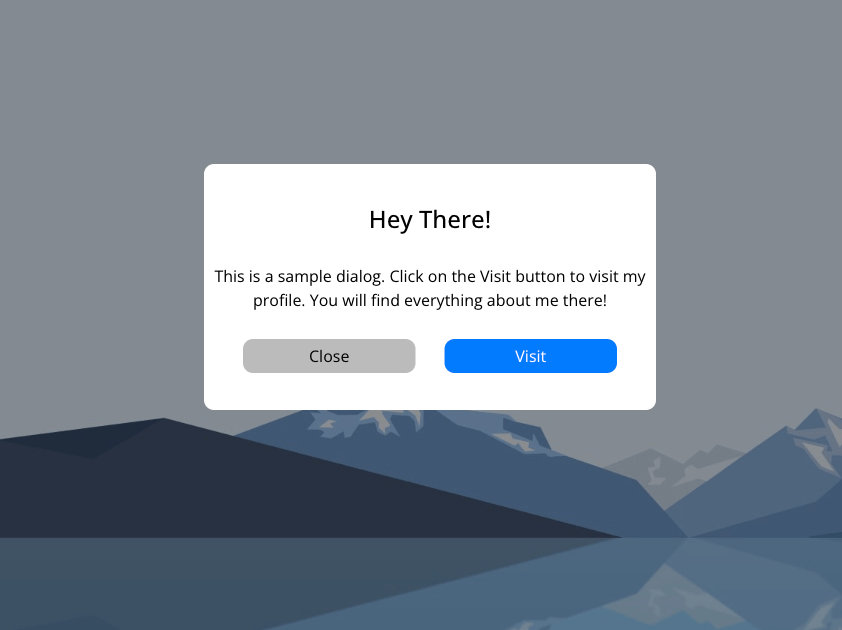 Hey There!
This is a sample dialog. Click on the Visit button to visit my
profile. You will find everything about me there!
Close
Visit